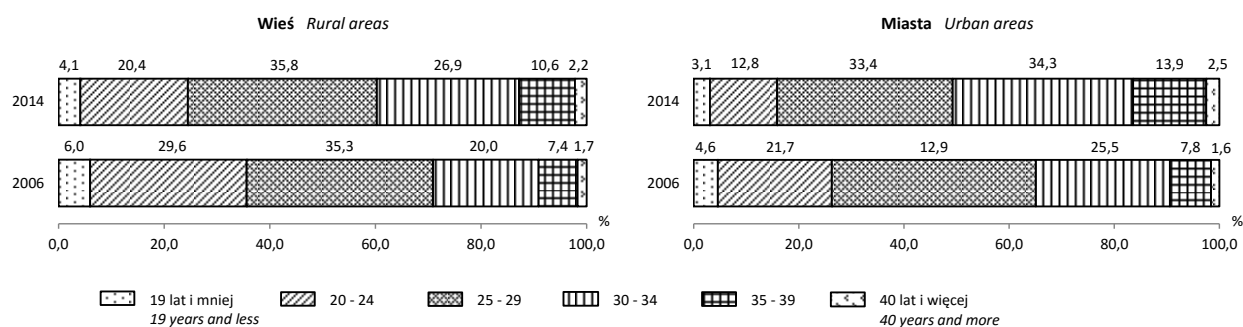 Wieś Rural areas
4,1 20,4 35,8 26,9 10,6 2,2
2014
6,0 29,6 35,3 20,0 7,4 1,7
2006
%
0,0 20,0 40,0 60,0 80,0 100,0
Miasta Urban areas
3,1 12,8 33,4 34,3 13,9 2,5
2014
4,6 21,7 12,9 25,5 7,8 1,6
2006
%
0,0 20,0 40,0 60,0 80,0 100,0
19 lat i mniej 20 - 24 25 - 29 30 - 34 35 - 39 40 lat i więcej
19 years and less 40 years and more